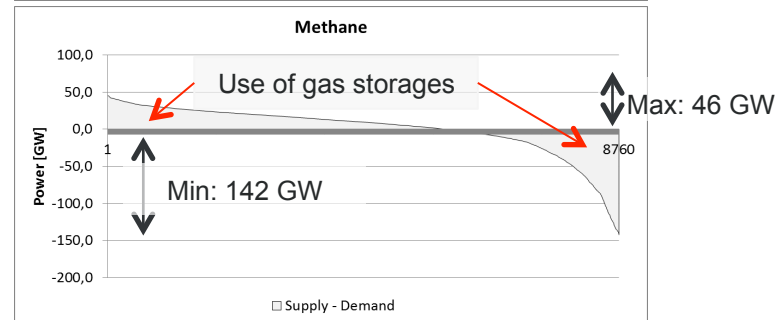 Methane
100,0
Use of gas storages
50,0
Max: 46 GW
0,0
1
8760
Power [GW]
-50,0
Min: 142 GW
-100,0
-150,0
-200,0
Supply - Demand